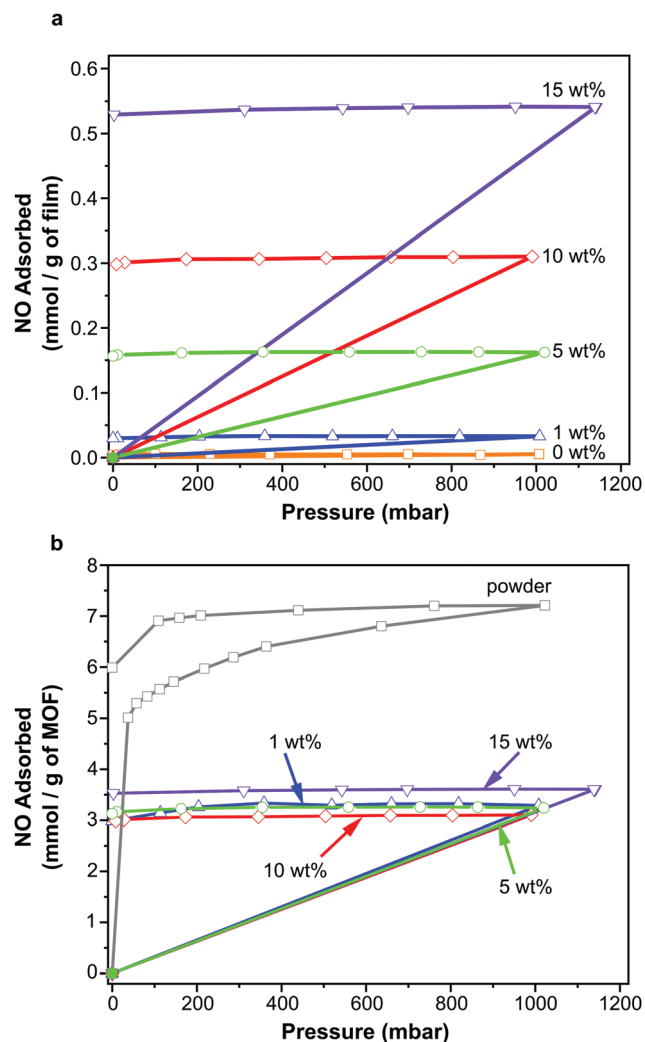 a
NO Adsorbed
(mmol / g of film)
0.6
0.5
0.4
0.3
0.2
0.1
0.0
15 wt%
10 wt%
5 wt%
1 wt%
0 wt%
0 200 400 600 800 1000 1200
Pressure (mbar)
b
NO Adsorbed
(mmol / g of MOF)
8
7
6
5
4
3
2
1
0
powder
1 wt%
15 wt%
10 wt%
5 wt%
0 200 400 600 800 1000 1200
Pressure (mbar)